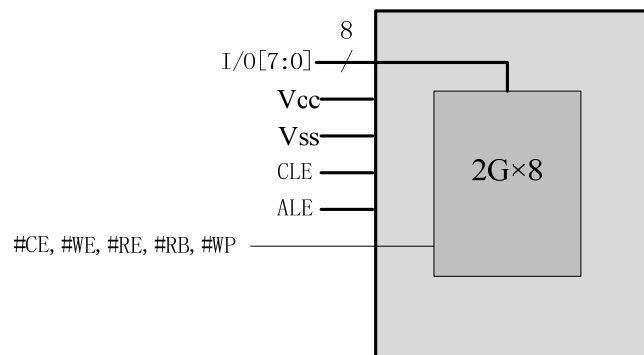 8
I/O[7:0]
Vcc
Vss
CLE
ALE
2G×8
#CE, #WE, #RE, #RB, #WP